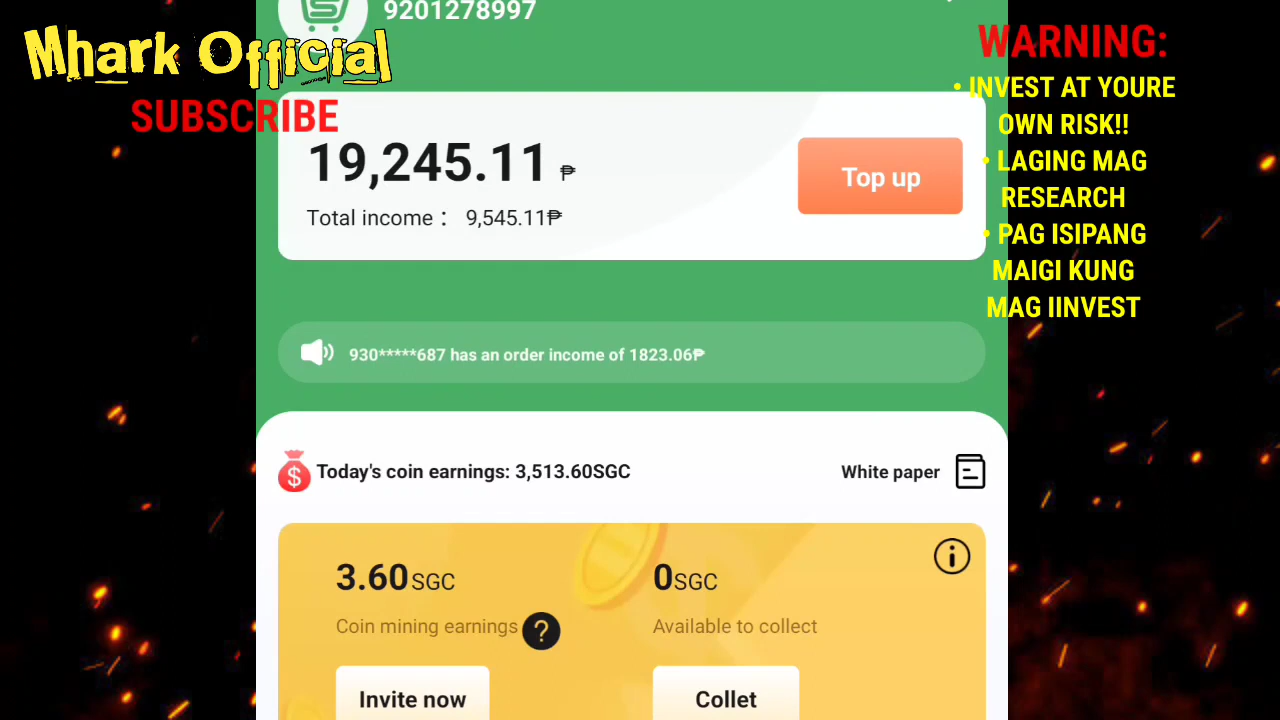 9201278997
Mhark Official
SUBSCRIBE
WARNING:
• INVEST AT YOURE
OWN RISK!!
• LAGING MAG
RESEARCH
• PAG ISIPANG
MAIGI KUNG
MAG IINVEST
19,245.11 ₱
Total income： 9,545.11₱
Top up
930*****687 has an order income of 1823.06₱
$ Today's coin earnings: 3,513.60SGC
White paper
3.60SGC
0SGC
Coin mining earnings ?
Available to collect
Invite now
Collet